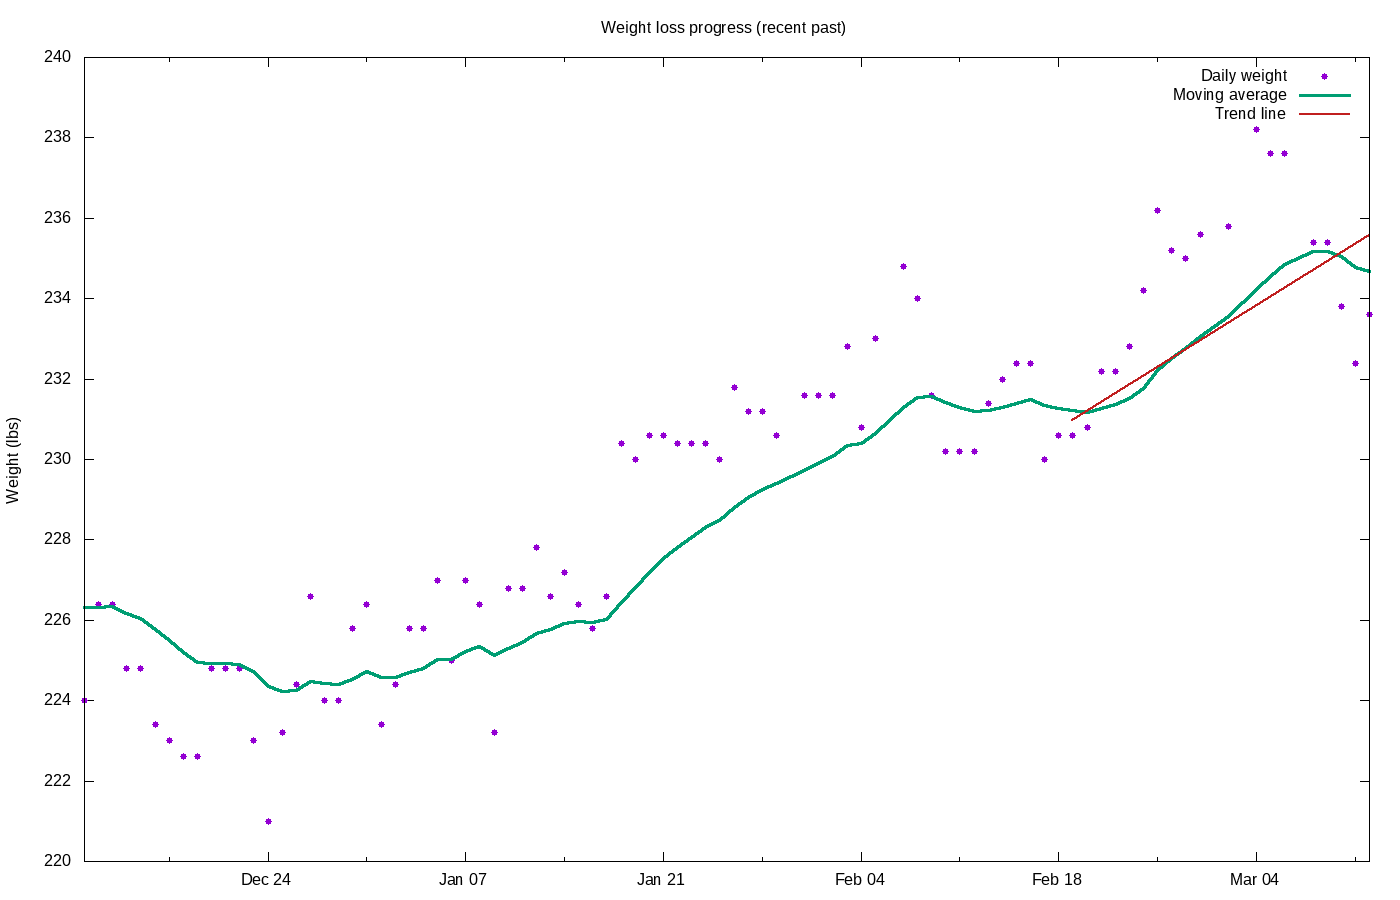 Weight loss progress (recent past)
Daily weight
Moving average
Trend line
Weight (lbs)
240
238
236
234
232
230
228
226
224
222
220
Dec 24
Jan 07
Jan 21
Feb 04
Feb 18
Mar 04